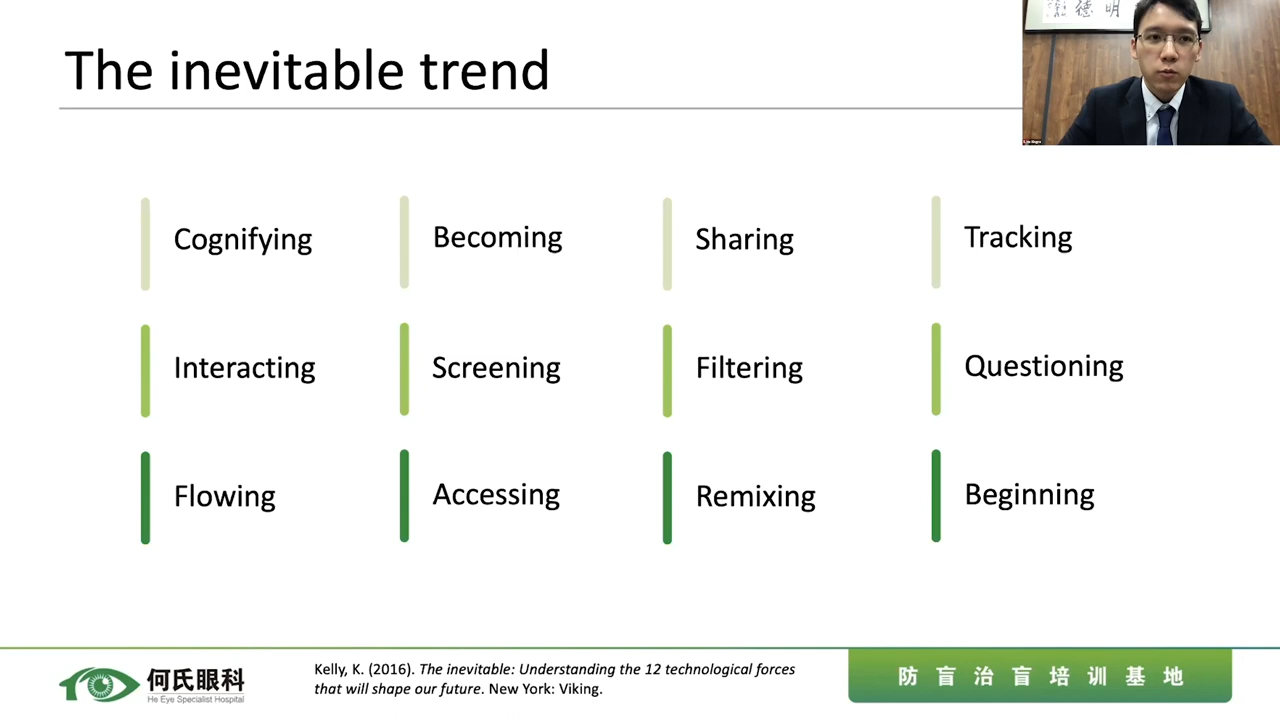 The inevitable trend
德 明
Cognifying
Becoming
Sharing
Tracking
Interacting
Screening
Filtering
Questioning
Flowing
Accessing
Remixing
Beginning
何氏眼科
He Eye Specialist Hospital
Kelly, K. (2016). The inevitable: Understanding the 12 technological forces
that will shape our future. New York: Viking.
防盲治盲培训基地